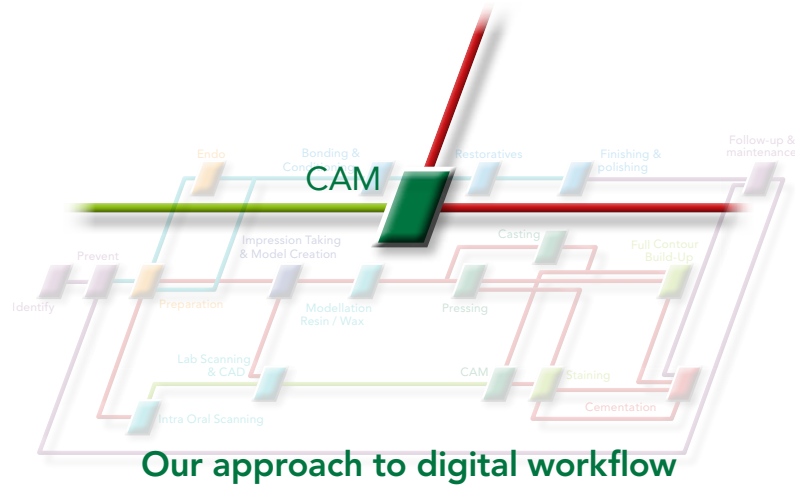 Follow-up &
maintenance
Endo
Bonding &
Restoratives
Finishing &
polishing
CAM
Casting
Impression Taking
& Model Creation
Full Contour
Build-Up
Prevent
Identify
Preparation
Modellation
Resin / Wax
Pressing
Lab Scanning
& CAD
CAM
Staining
Cementation
Intra Oral Scanning
Our approach to digital workflow